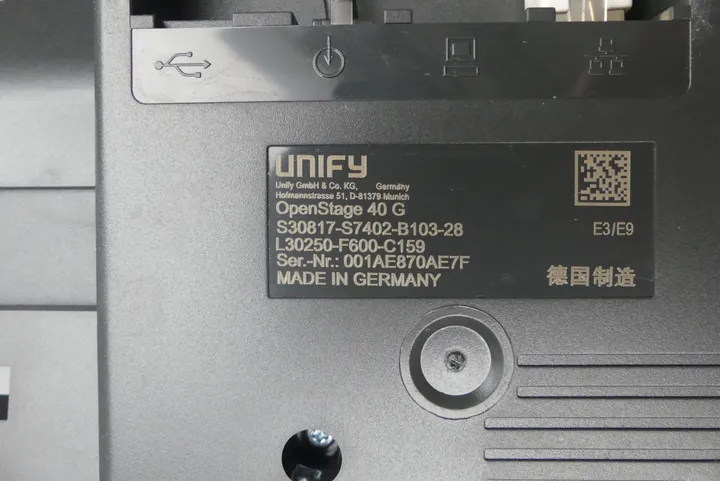 UNIFY
Unify GmbH & Co. KG, Germany
Hofmannstrasse 51, D-81379 Munich
OpenStage 40 G
S30817-S7402-B103-28
L30250-F600-C159
Ser.-Nr.: 001AE870AE7F
MADE IN GERMANY
E3/E9
德国制造